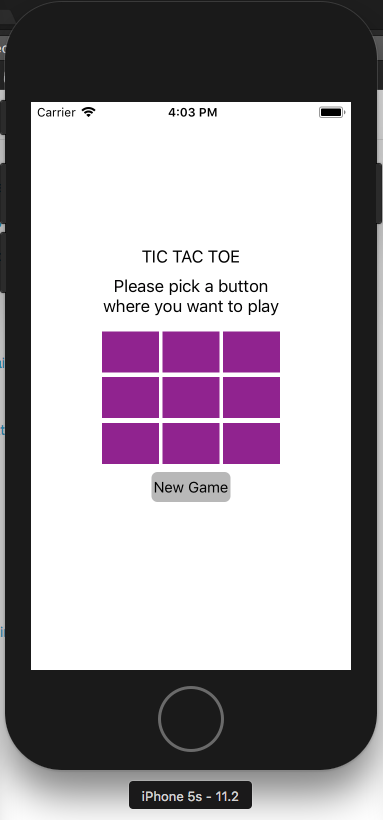 Carrier 4:03 PM
TIC TAC TOE
Please pick a button
where you want to play
New Game
iPhone 5s - 11.2